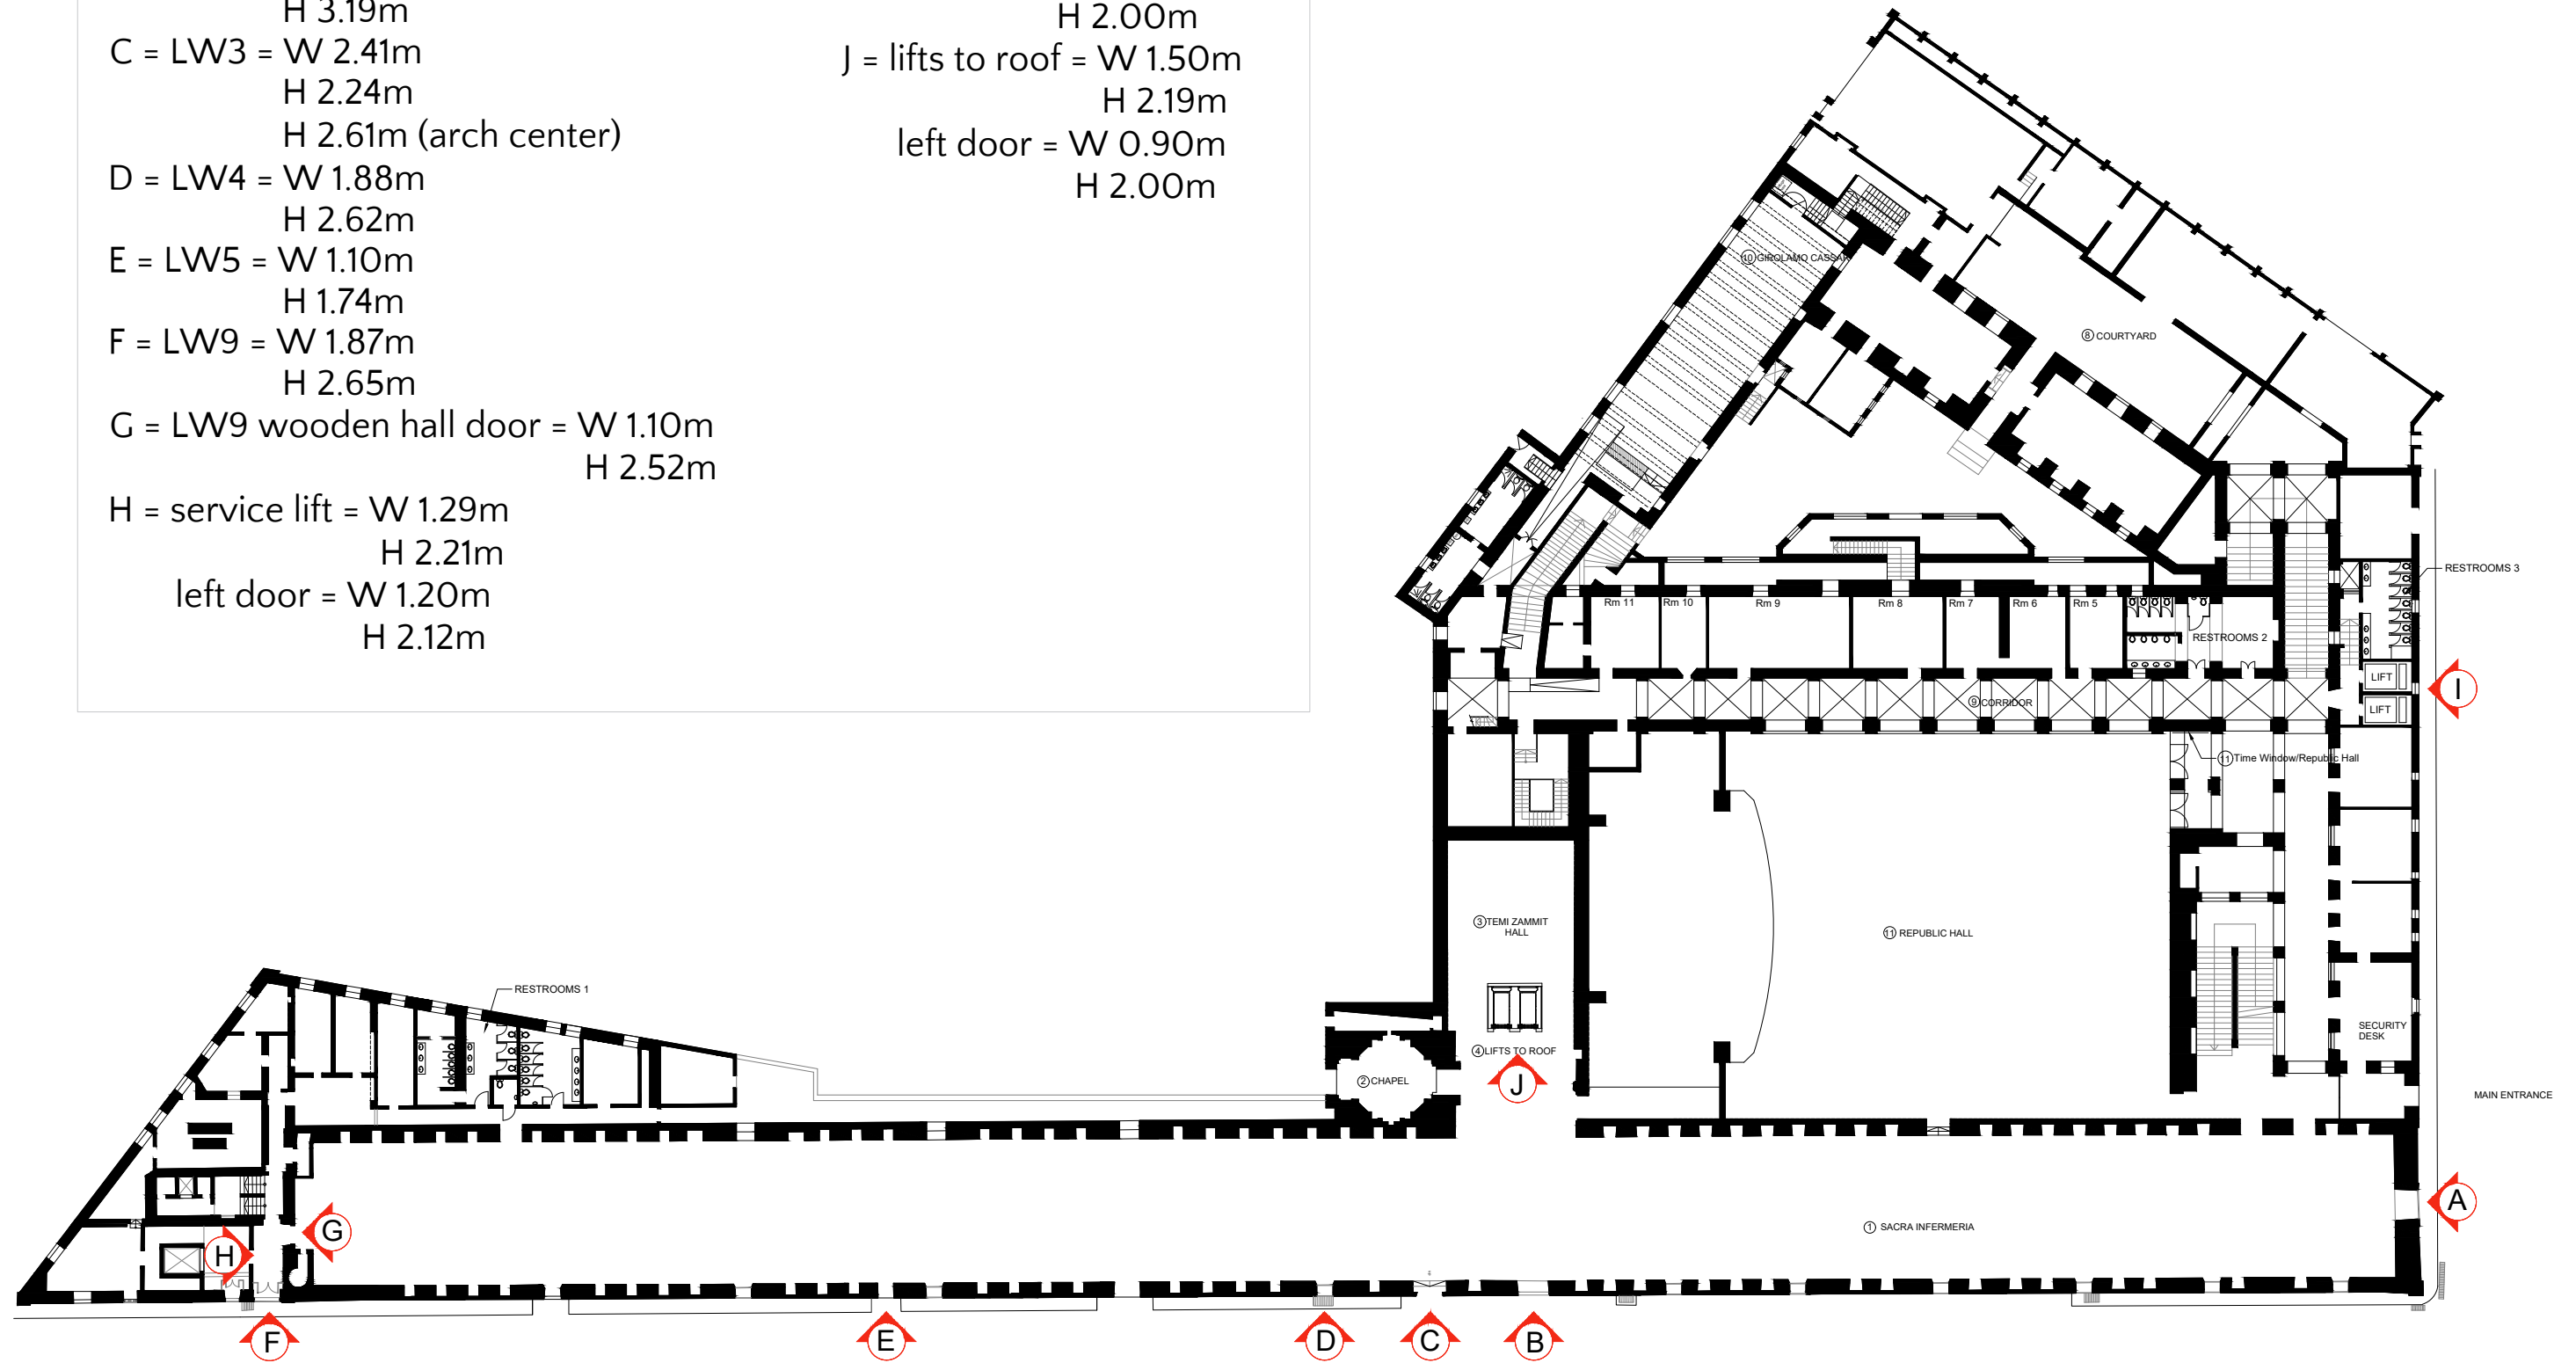 H 3.19m
C = LW3 = W 2.41m
H 2.24m
H 2.61m (arch center)
D = LW4 = W 1.88m
H 2.62m
E = LW5 = W 1.10m
H 1.74m
F = LW9 = W 1.87m
H 2.65m
G = LW9 wooden hall door = W 1.10m
H 2.52m
H = service lift = W 1.29m
H 2.21m
left door = W 1.20m
H 2.12m
H 2.00m
J = lifts to roof = W 1.50m
H 2.19m
left door = W 0.90m
H 2.00m
10 GIROLAMO CASSAR
8 COURTYARD
RESTROOMS 3
Rm 11
Rm 10
Rm 9
Rm 8
Rm 7
Rm 6
Rm 5
RESTROOMS 2
LIFT
I
9 CORRIDOR
LIFT
11 Time Window/Republic Hall
3 TEMI ZAMMIT
HALL
11 REPUBLIC HALL
RESTROOMS 1
SECURITY
DESK
4 LIFTS TO ROOF
2 CHAPEL
J
MAIN ENTRANCE
A
1 SACRA INFERMERIA
G
H
F
E
D
C
B